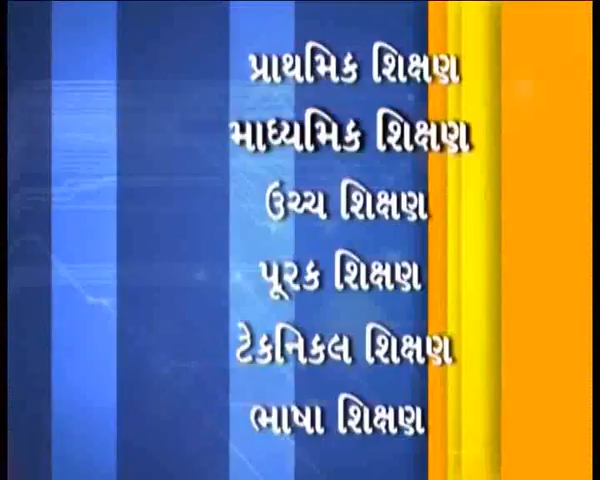 પ્રાથમિક શિક્ષણ
માધ્યમિક શિક્ષણ
ઉચ્ચ શિક્ષણ
પૂરક શિક્ષણ
ટેકનિકલ શિક્ષણ
ભાષા શિક્ષણ